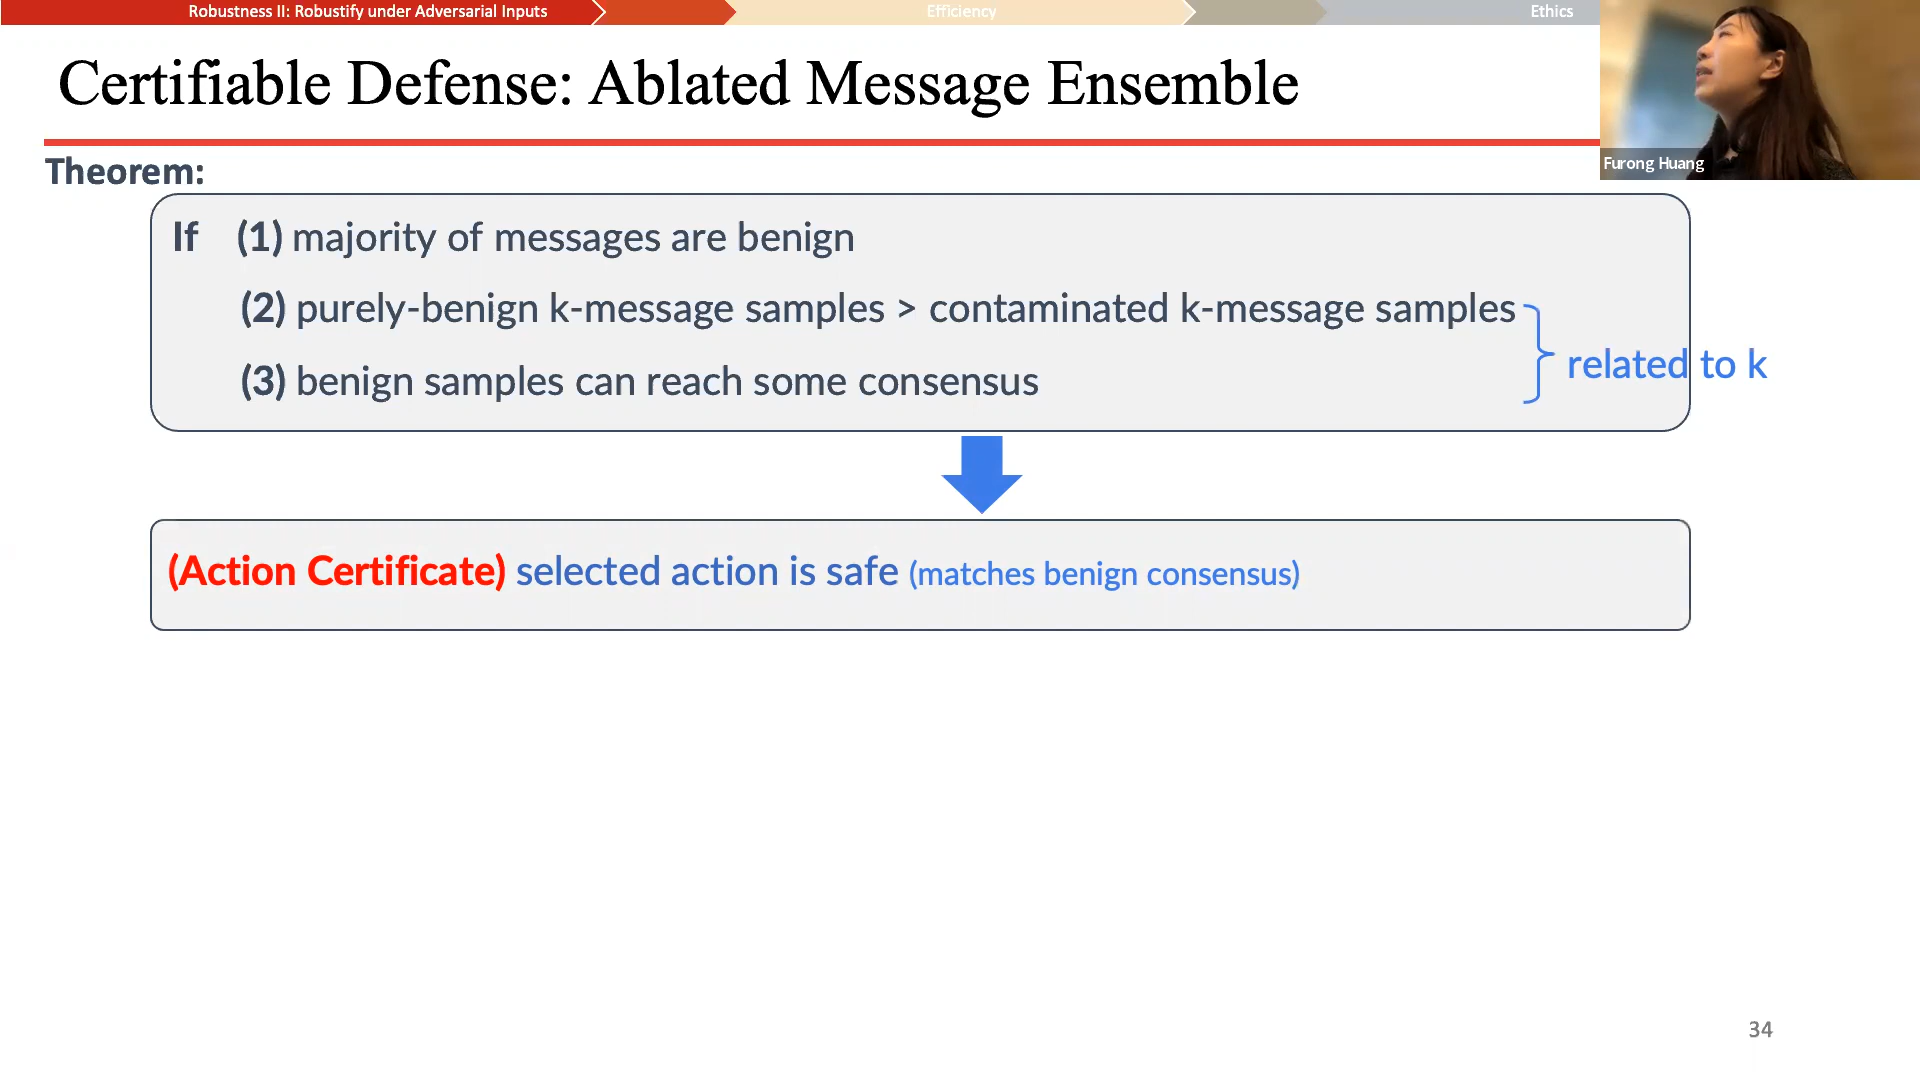 Robustness II: Robustify under Adversarial Inputs
Efficiency
Ethics
Certifiable Defense: Ablated Message Ensemble
Furong Huang
Theorem:
If (1) majority of messages are benign
(2) purely-benign k-message samples > contaminated k-message samples
related to k
(3) benign samples can reach some consensus
(Action Certificate) selected action is safe (matches benign consensus)
34